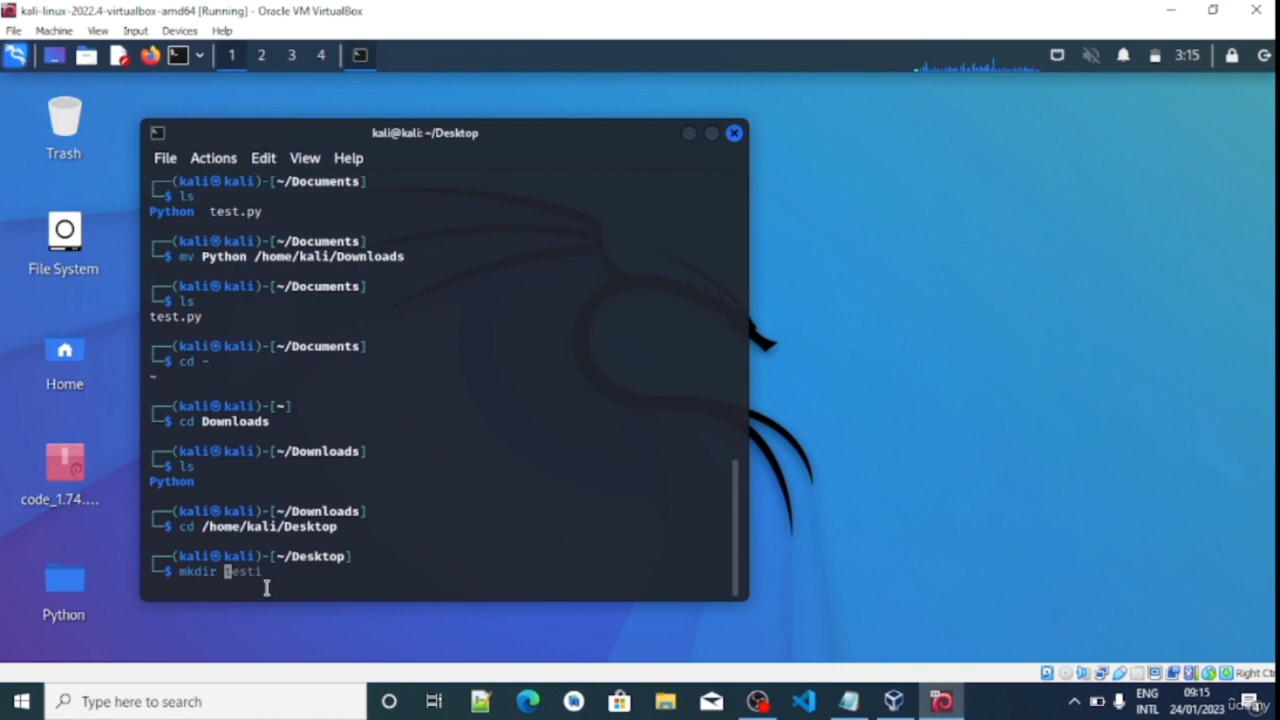 kali-linux-2022.4-virtualbox-amd64 [Running] - Oracle VM VirtualBox
File Machine View Input Devices Help
1 2 3 4 3:15
Trash
File System
Home
code_1.74....
Python
kali@kali: ~/Desktop
File Actions Edit View Help
┌──(kali㉿kali)-[~/Documents]
└─$ ls
Python test.py
┌──(kali㉿kali)-[~/Documents]
└─$ mv Python /home/kali/Downloads
┌──(kali㉿kali)-[~/Documents]
└─$ ls
test.py
┌──(kali㉿kali)-[~/Documents]
└─$ cd -
~
┌──(kali㉿kali)-[~]
└─$ cd Downloads
┌──(kali㉿kali)-[~/Downloads]
└─$ ls
Python
┌──(kali㉿kali)-[~/Downloads]
└─$ cd /home/kali/Desktop
┌──(kali㉿kali)-[~/Desktop]
└─$ mkdir testi
Right Ctr
Type here to search
ENG
INTL
09:15
24/01/2023
udemy